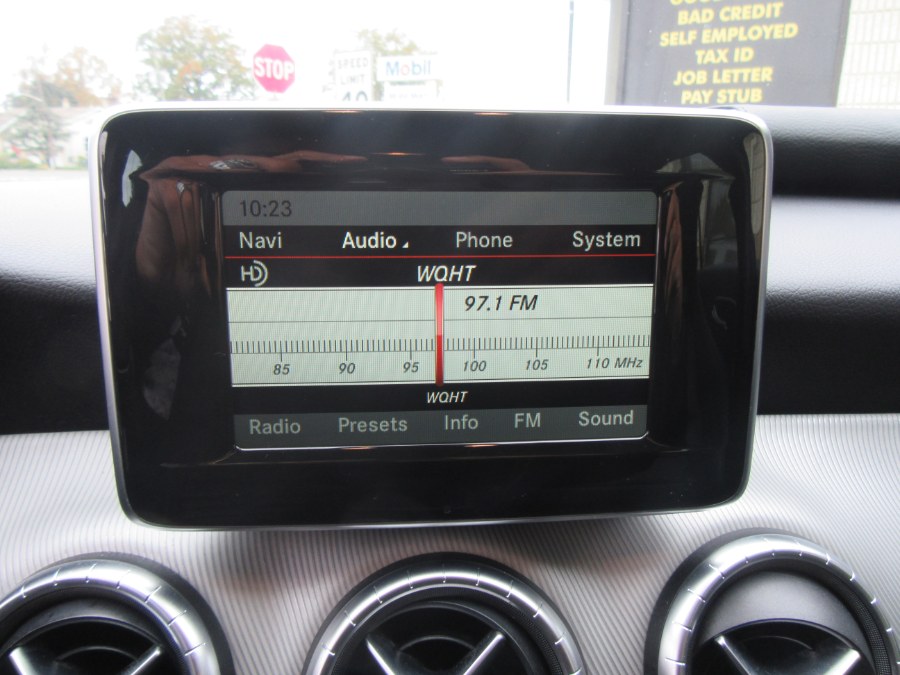 BAD CREDIT
SELF EMPLOYED
TAX ID
JOB LETTER
PAY STUB
STOP
SPEED
LIMIT
Mobil
10:23
Navi Audio Phone System
HD WQHT
97.1 FM
85 90 95 100 105 110 MHz
WQHT
Radio Presets Info FM Sound